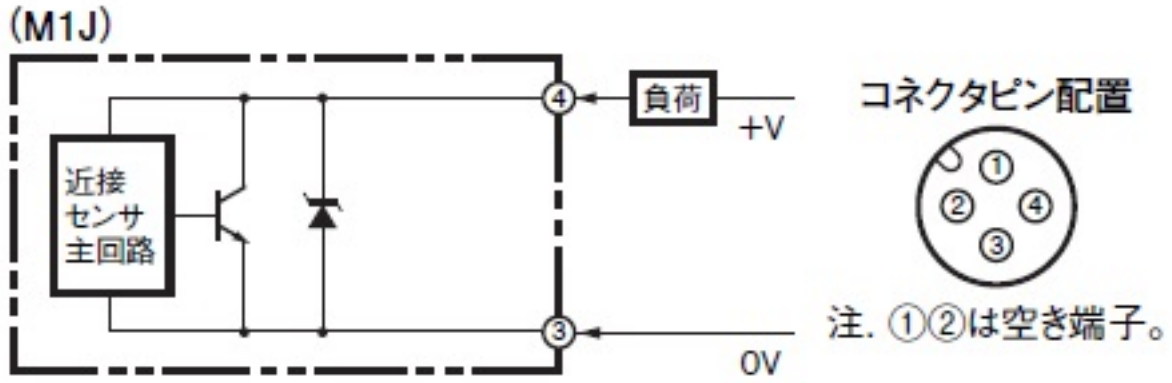 (M1J)
近接
センサ
主回路
④
負荷
+V
③
0V
コネクタピン配置
①
②
④
③
注. ①②は空き端子。